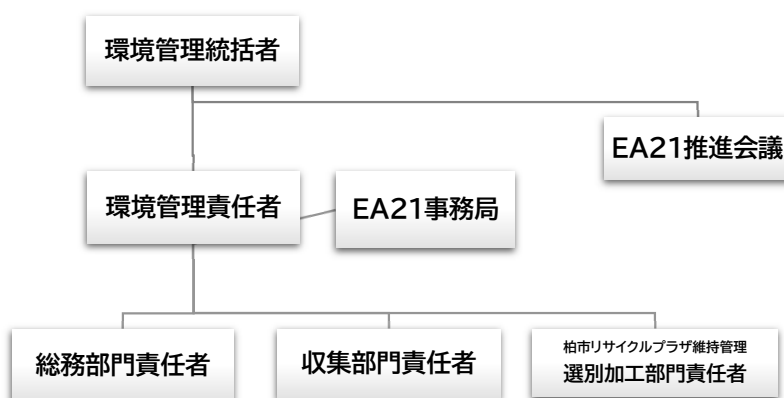 環境管理統括者
EA21推進会議
環境管理責任者
EA21事務局
総務部門責任者
収集部門責任者
柏市リサイクルプラザ維持管理
選別加工部門責任者